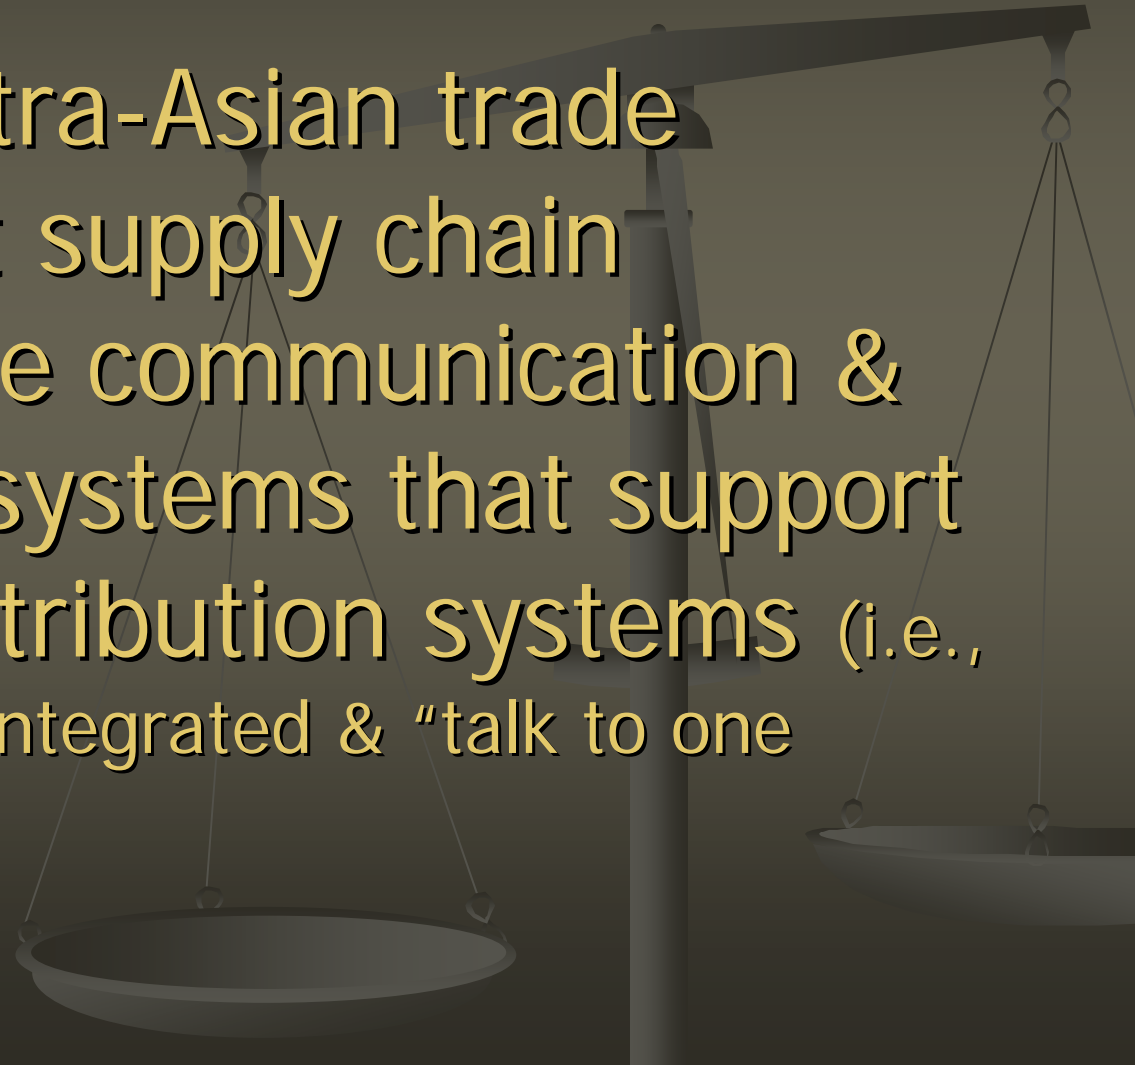 tra-Asian trade
supply chain
e communication &
systems that support
tribution systems (i.e.,
ntegrated & “talk to one